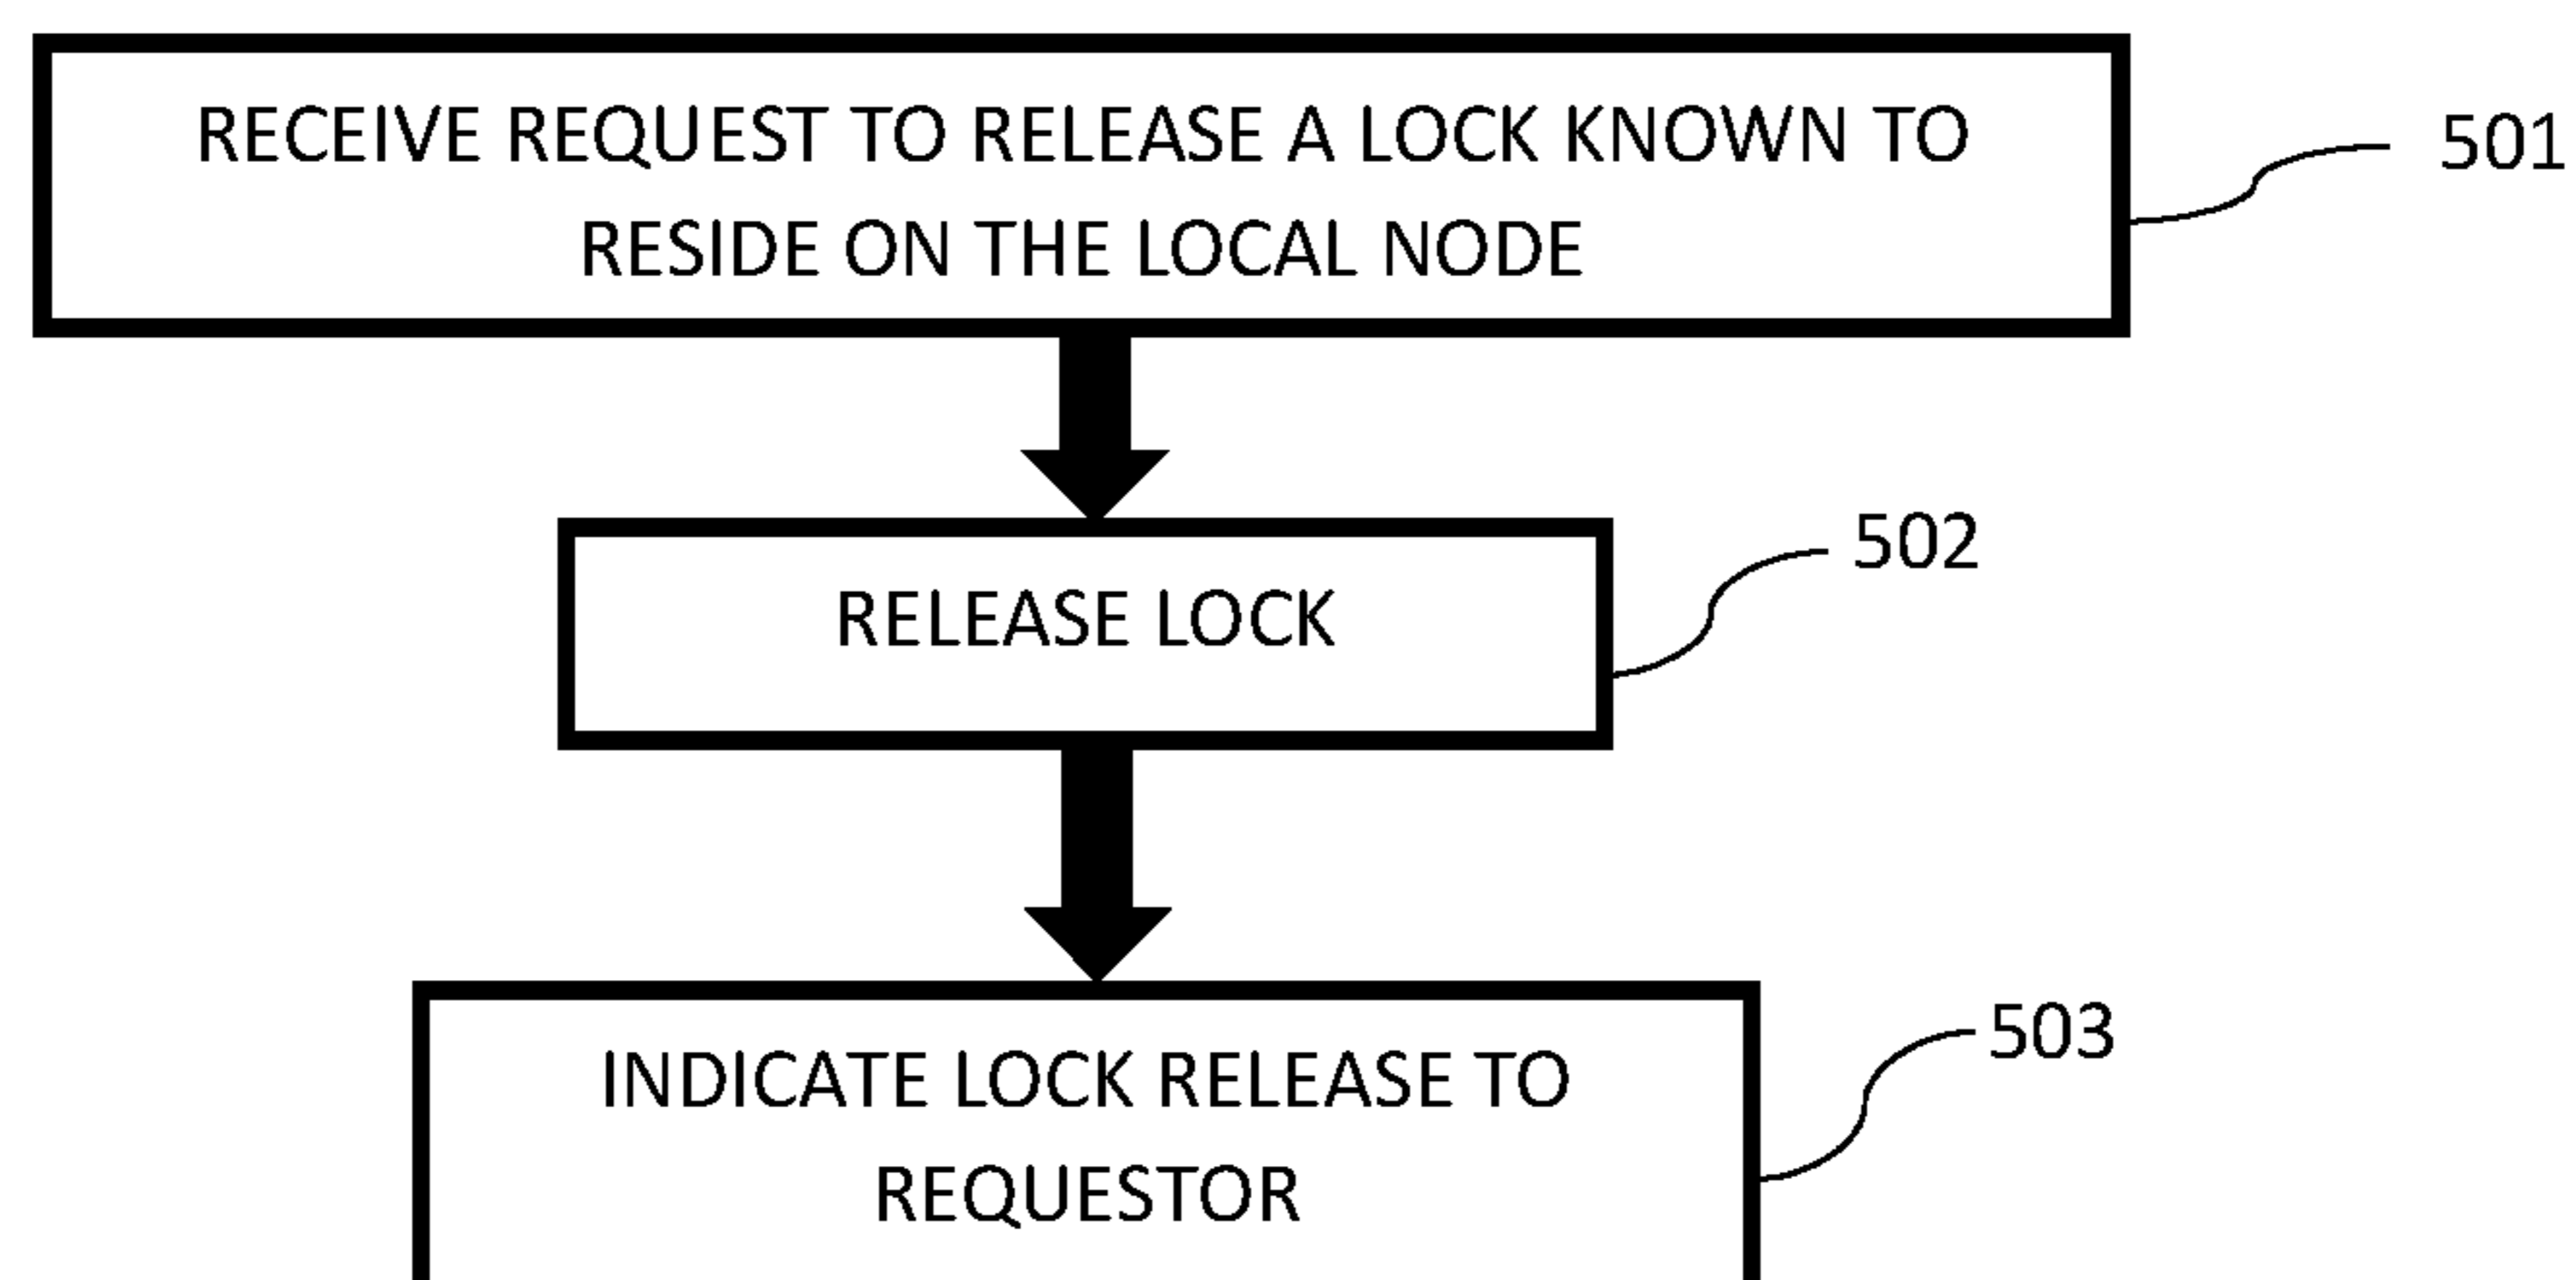 RECEIVE REQUEST TO RELEASE A LOCK KNOWN TO
RESIDE ON THE LOCAL NODE
501
RELEASE LOCK
502
INDICATE LOCK RELEASE TO
REQUESTOR
503